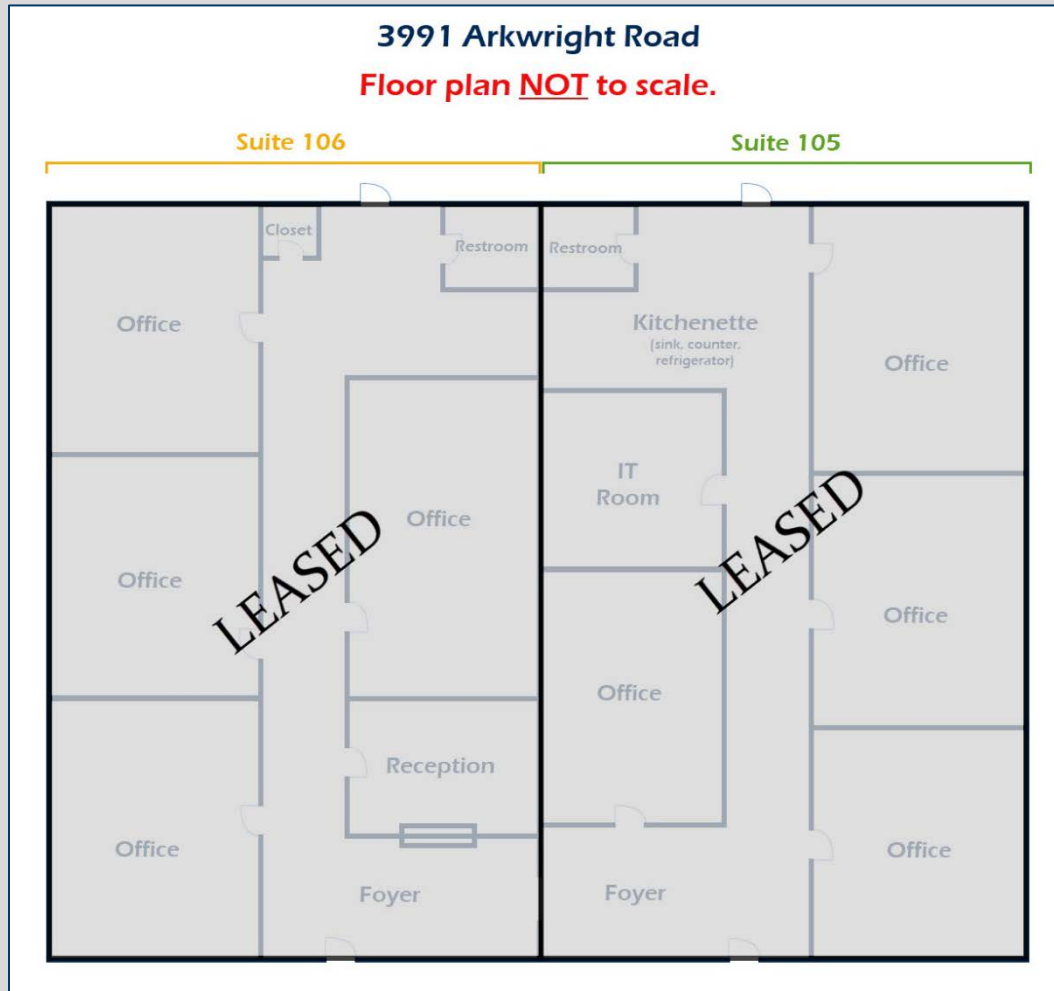 3991 Arkwright Road
Floor plan NOT to scale.
Suite 106
Suite 105
Closet
Restroom
Restroom
Office
Kitchenette
(sink, counter,
refrigerator)
Office
IT
Room
Office
LEASED
LEASED
Office
Office
Office
Reception
Office
Office
Office
Foyer
Foyer